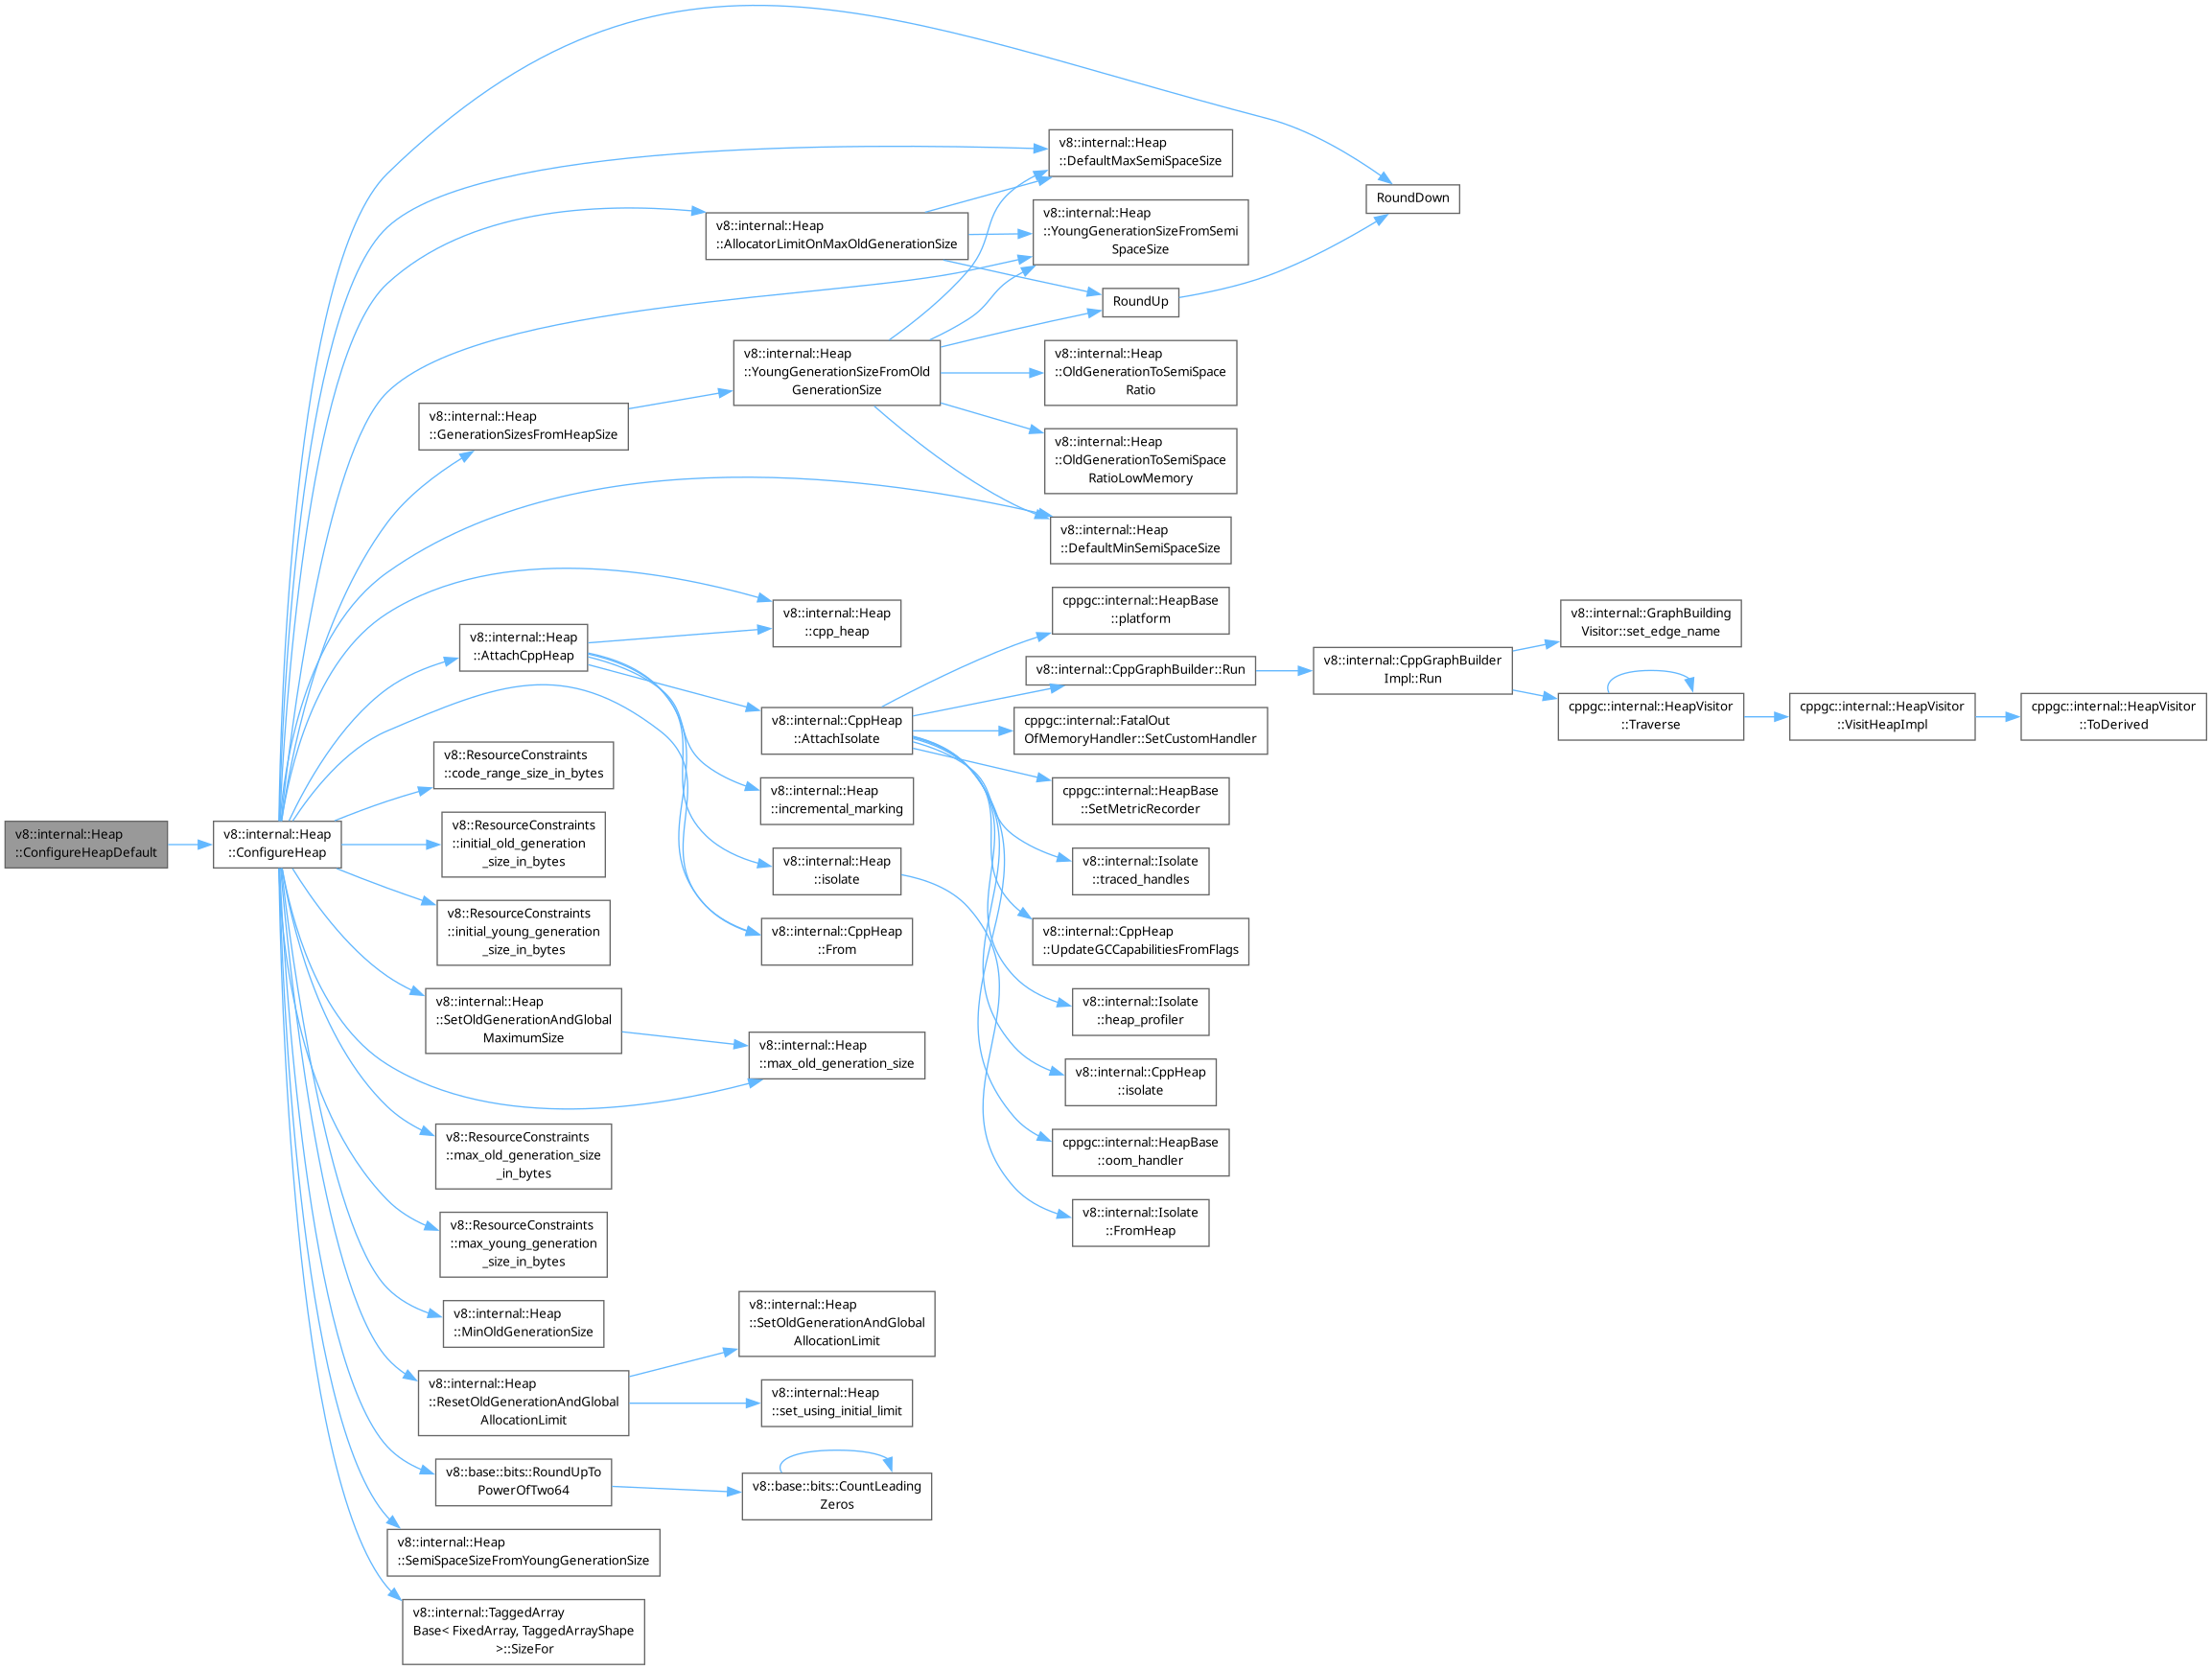 v8::internal::Heap
::ConfigureHeapDefault
v8::internal::Heap
::ConfigureHeap
RoundDown
v8::internal::Heap
::DefaultMaxSemiSpaceSize
v8::internal::Heap
::AllocatorLimitOnMaxOldGenerationSize
v8::internal::Heap
::YoungGenerationSizeFromSemi
SpaceSize
RoundUp
v8::internal::Heap
::GenerationSizesFromHeapSize
v8::internal::Heap
::YoungGenerationSizeFromOld
GenerationSize
v8::internal::Heap
::OldGenerationToSemiSpace
Ratio
v8::internal::Heap
::OldGenerationToSemiSpace
RatioLowMemory
v8::internal::Heap
::DefaultMinSemiSpaceSize
v8::internal::Heap
::AttachCppHeap
v8::internal::Heap
::cpp_heap
v8::internal::CppHeap
::AttachIsolate
cppgc::internal::HeapBase
::platform
v8::internal::CppGraphBuilder::Run
v8::internal::CppGraphBuilder
Impl::Run
v8::internal::GraphBuilding
Visitor::set_edge_name
cppgc::internal::HeapVisitor
::Traverse
cppgc::internal::HeapVisitor
::VisitHeapImpl
cppgc::internal::HeapVisitor
::ToDerived
cppgc::internal::FatalOut
OfMemoryHandler::SetCustomHandler
cppgc::internal::HeapBase
::SetMetricRecorder
v8::internal::Isolate
::traced_handles
v8::internal::CppHeap
::UpdateGCCapabilitiesFromFlags
v8::internal::Isolate
::heap_profiler
v8::internal::CppHeap
::isolate
cppgc::internal::HeapBase
::oom_handler
v8::internal::Isolate
::FromHeap
v8::internal::Heap
::incremental_marking
v8::internal::Heap
::isolate
v8::internal::CppHeap
::From
v8::ResourceConstraints
::code_range_size_in_bytes
v8::ResourceConstraints
::initial_old_generation
_size_in_bytes
v8::ResourceConstraints
::initial_young_generation
_size_in_bytes
v8::internal::Heap
::SetOldGenerationAndGlobal
MaximumSize
v8::internal::Heap
::max_old_generation_size
v8::ResourceConstraints
::max_old_generation_size
_in_bytes
v8::ResourceConstraints
::max_young_generation
_size_in_bytes
v8::internal::Heap
::MinOldGenerationSize
v8::internal::Heap
::ResetOldGenerationAndGlobal
AllocationLimit
v8::internal::Heap
::SetOldGenerationAndGlobal
AllocationLimit
v8::internal::Heap
::set_using_initial_limit
v8::base::bits::RoundUpTo
PowerOfTwo64
v8::base::bits::CountLeading
Zeros
v8::internal::Heap
::SemiSpaceSizeFromYoungGenerationSize
v8::internal::TaggedArray
Base< FixedArray, TaggedArrayShape
>::SizeFor